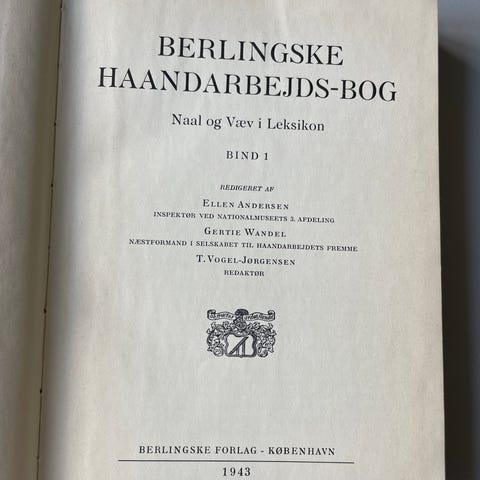 BERLINGSKE
HAANDARBEJDS-BOG
Naal og Væv i Leksikon
BIND 1
REDIGERET AF
ELLEN ANDERSEN
INSPEKTØR VED NATIONALMUSEETS 3. AFDELING
GERTIE WANDEL
NÆSTFORMAND I SELSKABET TIL HAANDARBEJDETS FREMME
T. VOGEL-JØRGENSEN
REDAKTØR
BERLINGSKE FORLAG - KØBENHAVN
1943